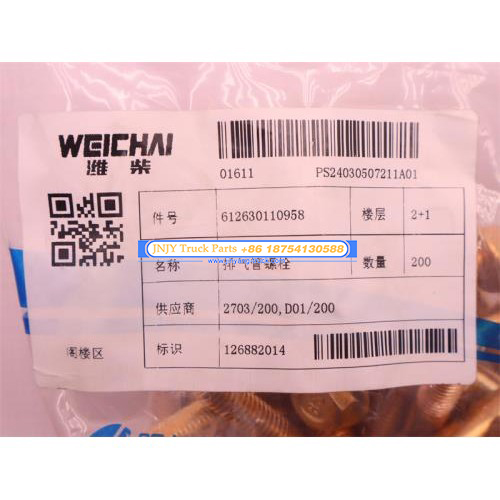 WEICHAI
潍柴
01611 PS24030507211A01
件号 612630110958 楼层 2+1
JNJY Truck Parts +86 18754130588
名称 排气管螺栓 数量 200
供应商 2703/200,D01/200
阁楼区
标识 126882014